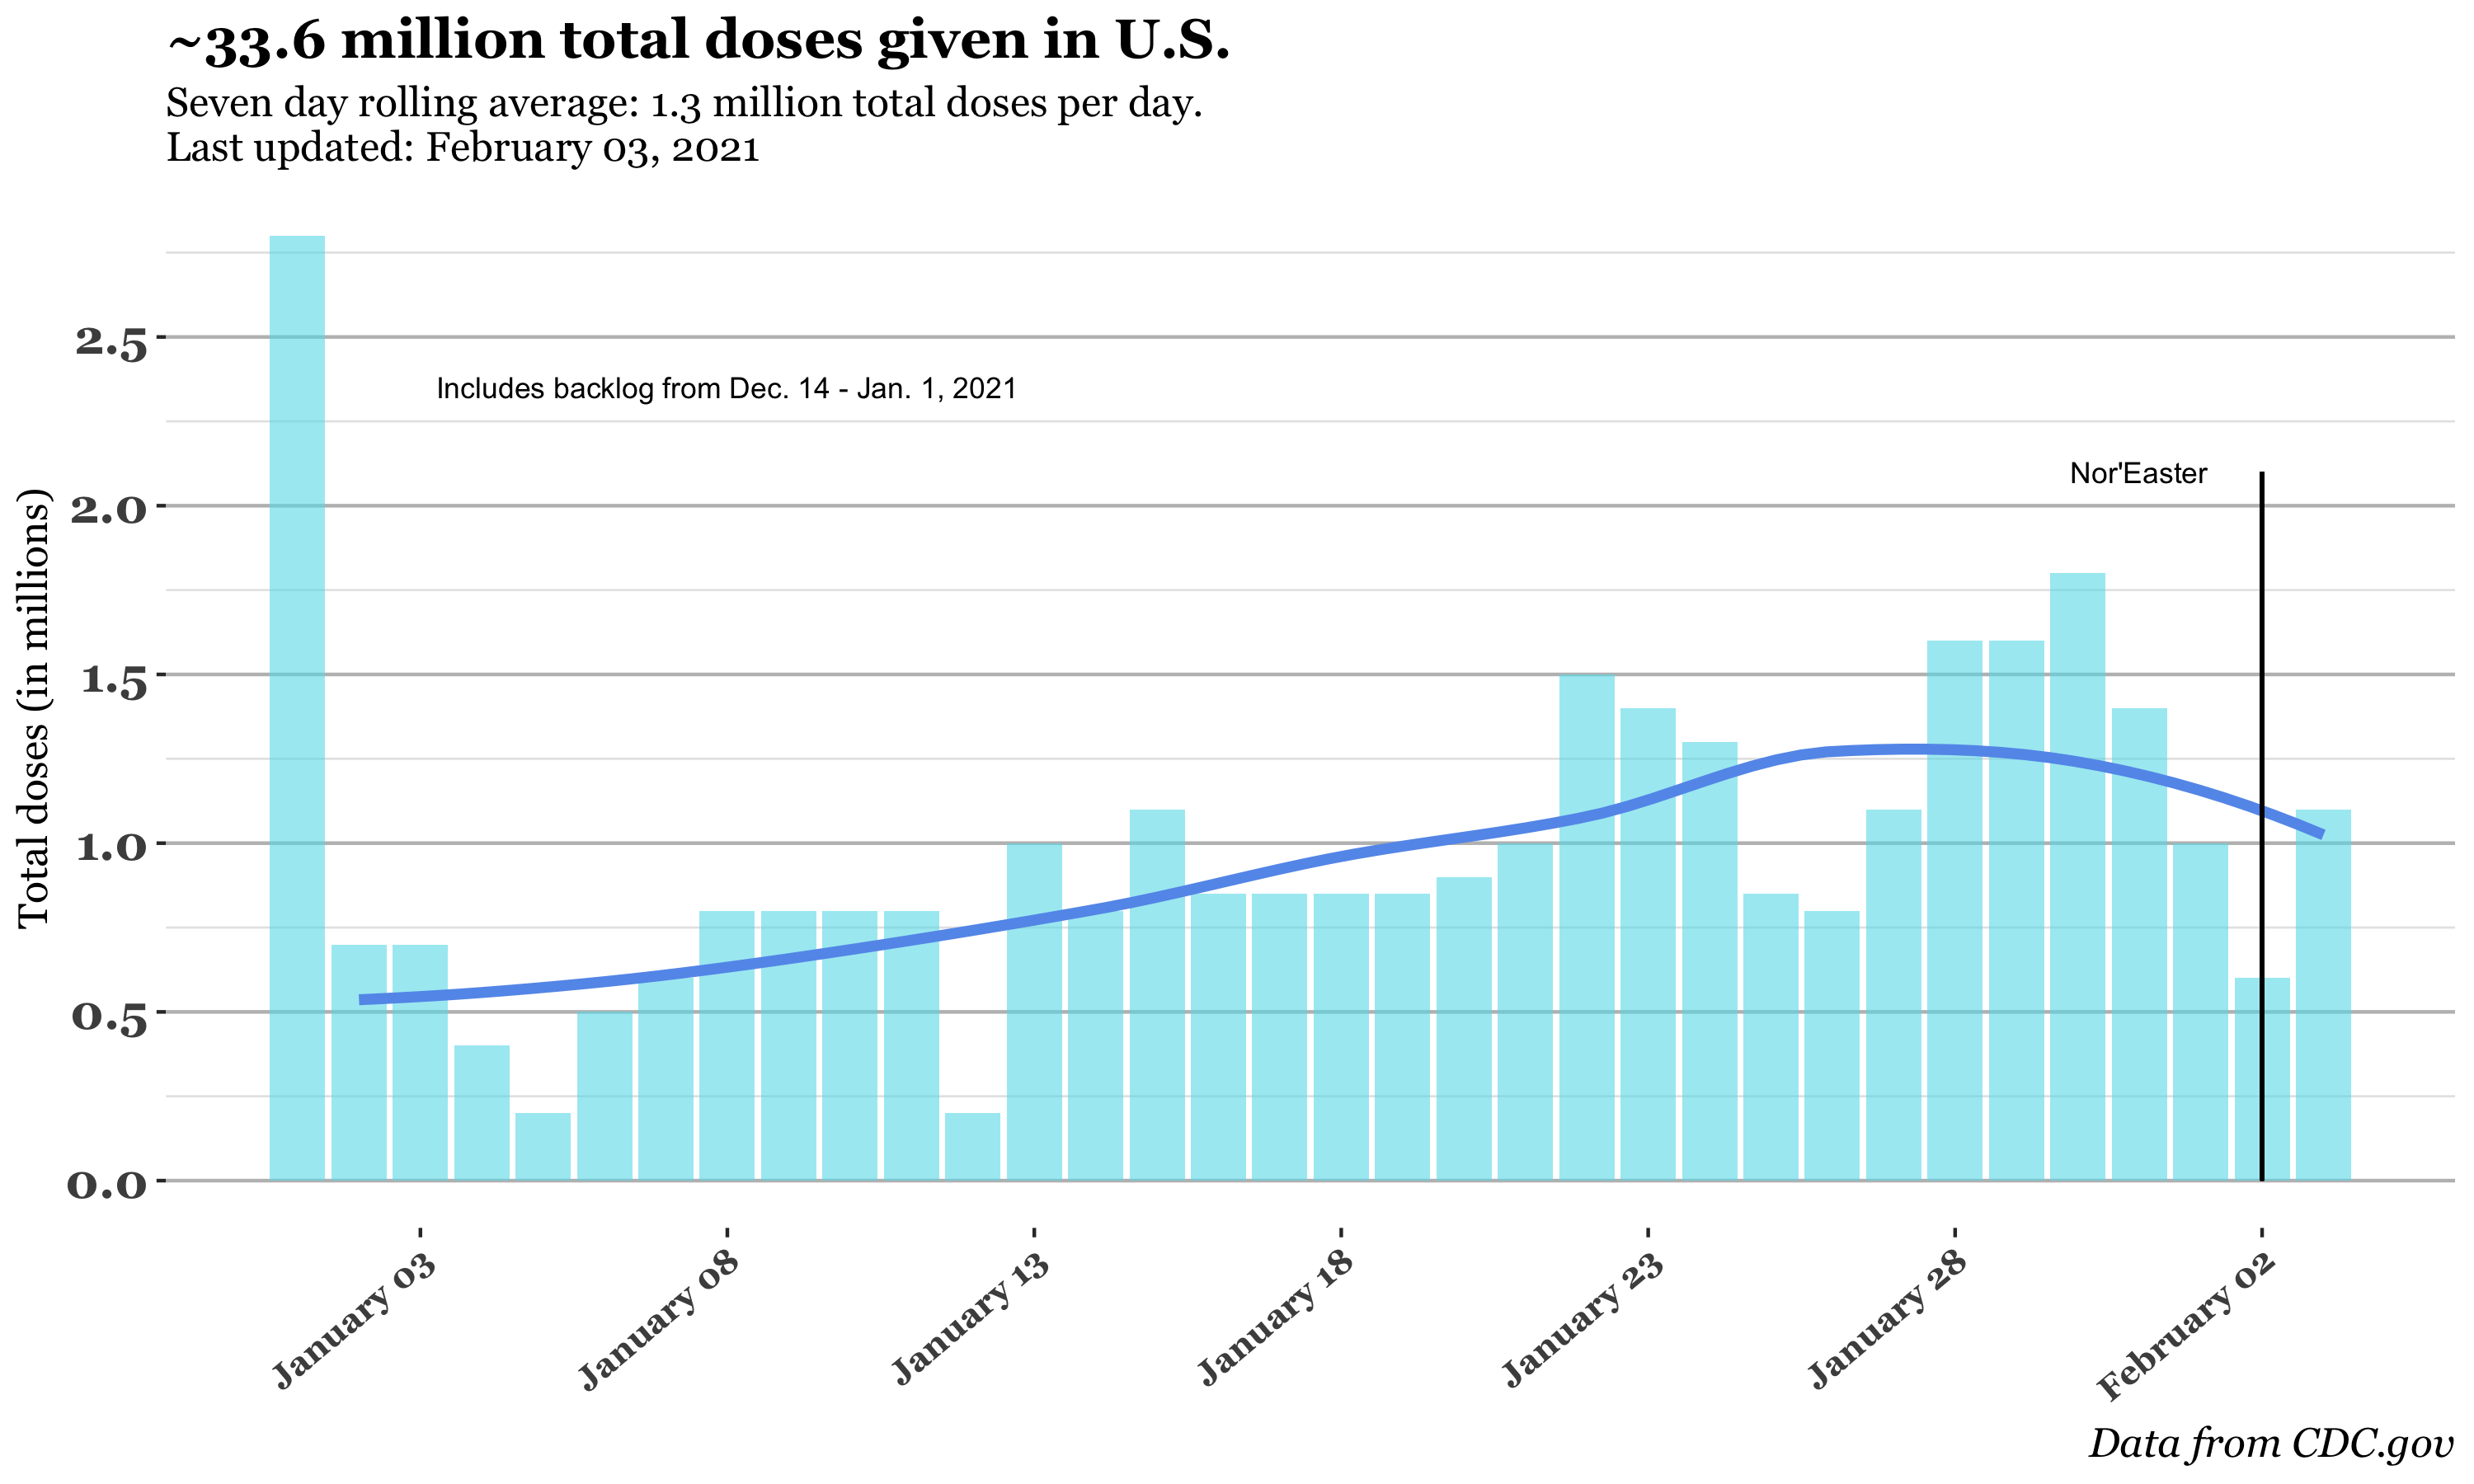 ~33.6 million total doses given in U.S.
Seven day rolling average: 1.3 million total doses per day.
Last updated: February 03, 2021
Total doses (in millions)
2.5
2.0
1.5
1.0
0.5
0.0
Includes backlog from Dec. 14 - Jan. 1, 2021
Nor'Easter
January 03
January 08
January 13
January 18
January 23
January 28
February 02
Data from CDC.gov